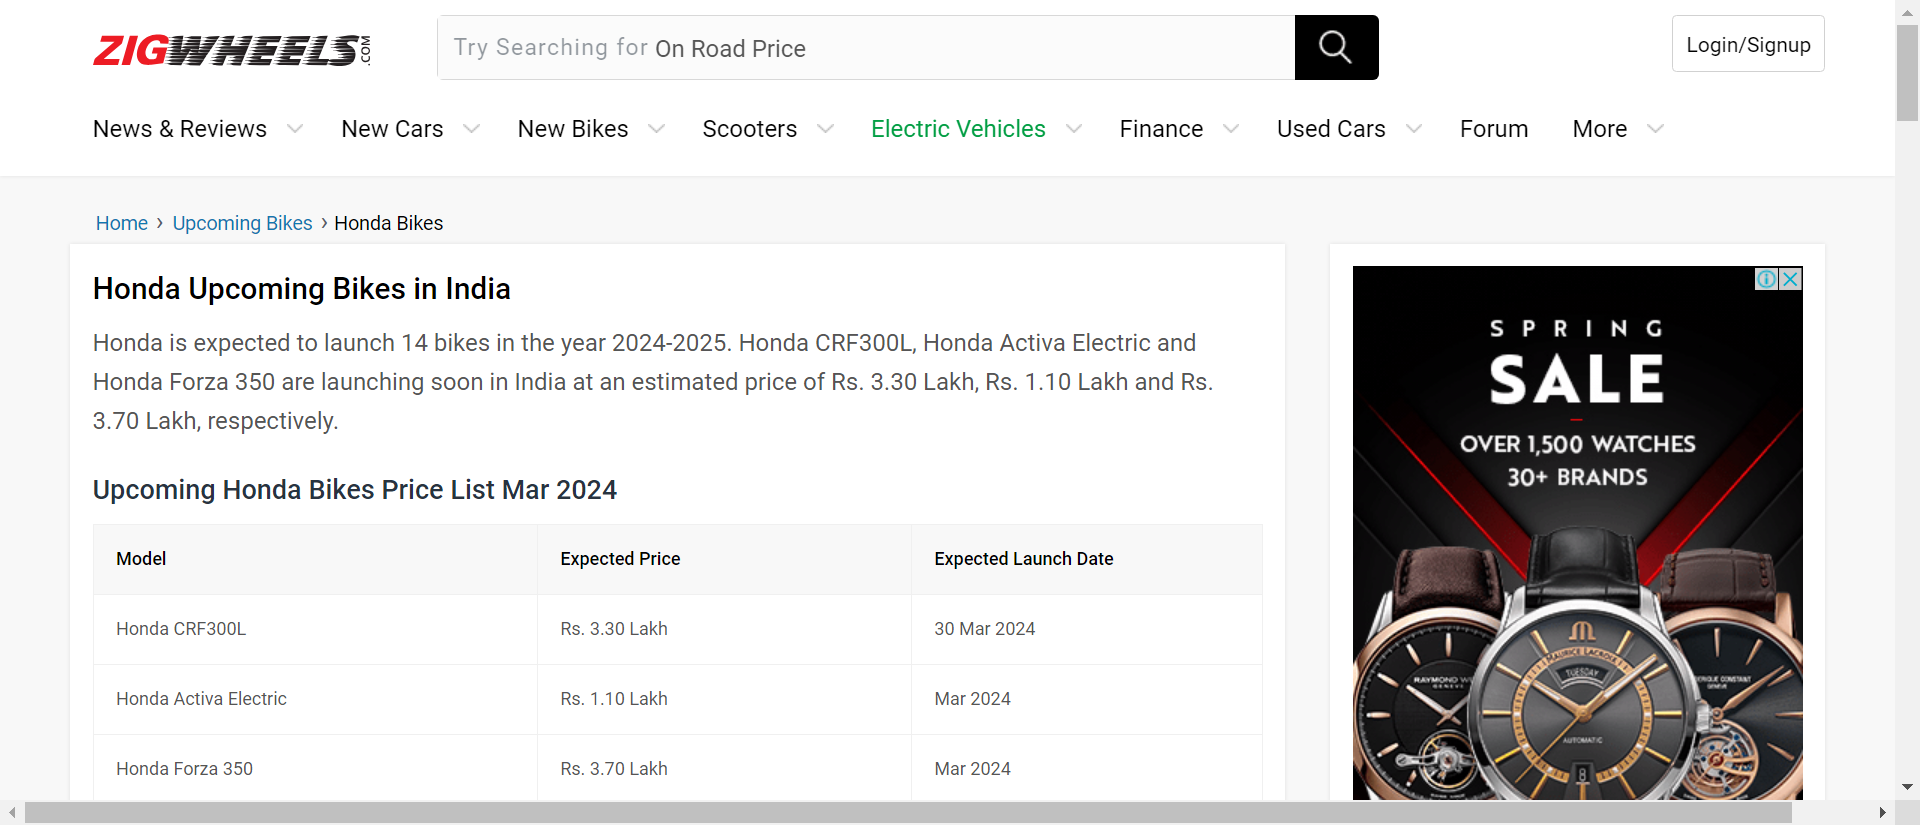 ZIGWHEELS.COM
Try Searching for On Road Price
Login/Signup
News & Reviews New Cars New Bikes Scooters Electric Vehicles Finance Used Cars Forum More
Home › Upcoming Bikes › Honda Bikes
Honda Upcoming Bikes in India
Honda is expected to launch 14 bikes in the year 2024-2025. Honda CRF300L, Honda Activa Electric and
Honda Forza 350 are launching soon in India at an estimated price of Rs. 3.30 Lakh, Rs. 1.10 Lakh and Rs.
3.70 Lakh, respectively.
Upcoming Honda Bikes Price List Mar 2024
Model Expected Price Expected Launch Date
Honda CRF300L Rs. 3.30 Lakh 30 Mar 2024
Honda Activa Electric Rs. 1.10 Lakh Mar 2024
Honda Forza 350 Rs. 3.70 Lakh Mar 2024
SPRING
SALE
OVER 1,500 WATCHES
30+ BRANDS
MAURICE LACROIX
TUESDAY
AUTOMATIC
8
RAYMOND
GENEVE
CONSTANT
GENEVE